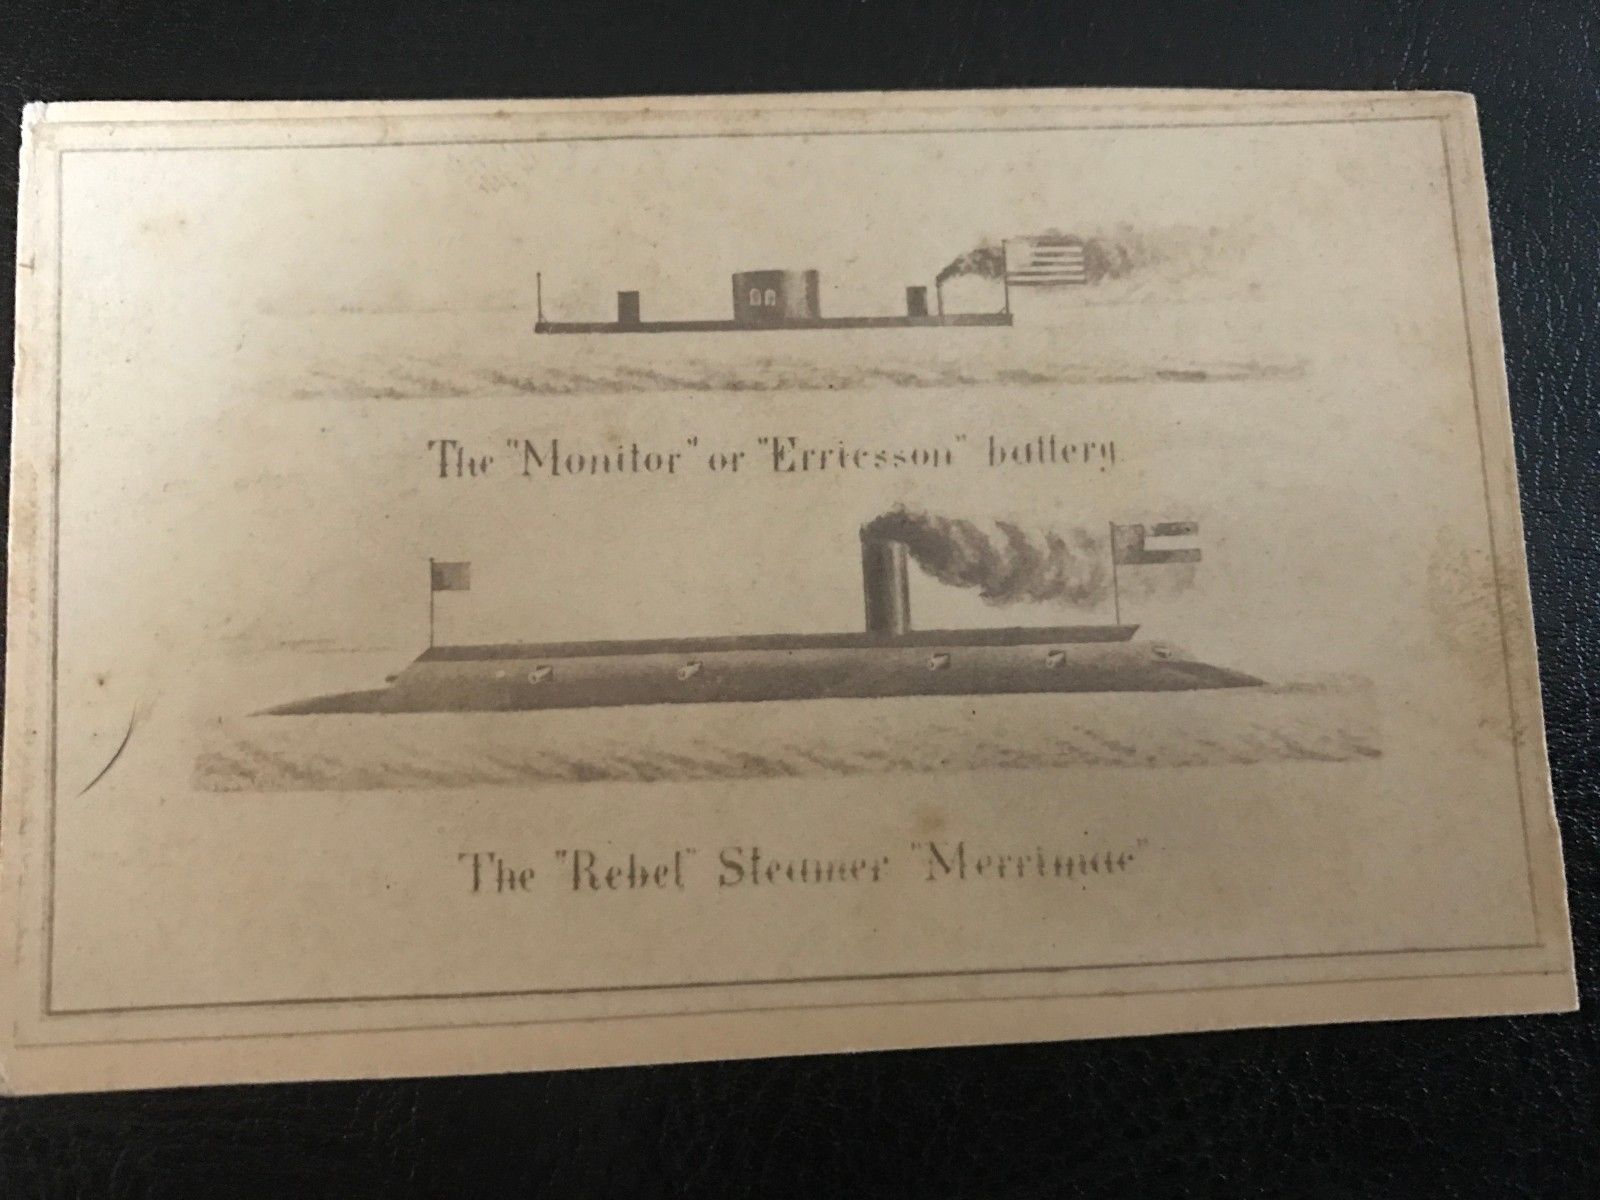 The "Monitor" or "Erricsson" battery.
The "Rebel" Steamer "Merrimac"